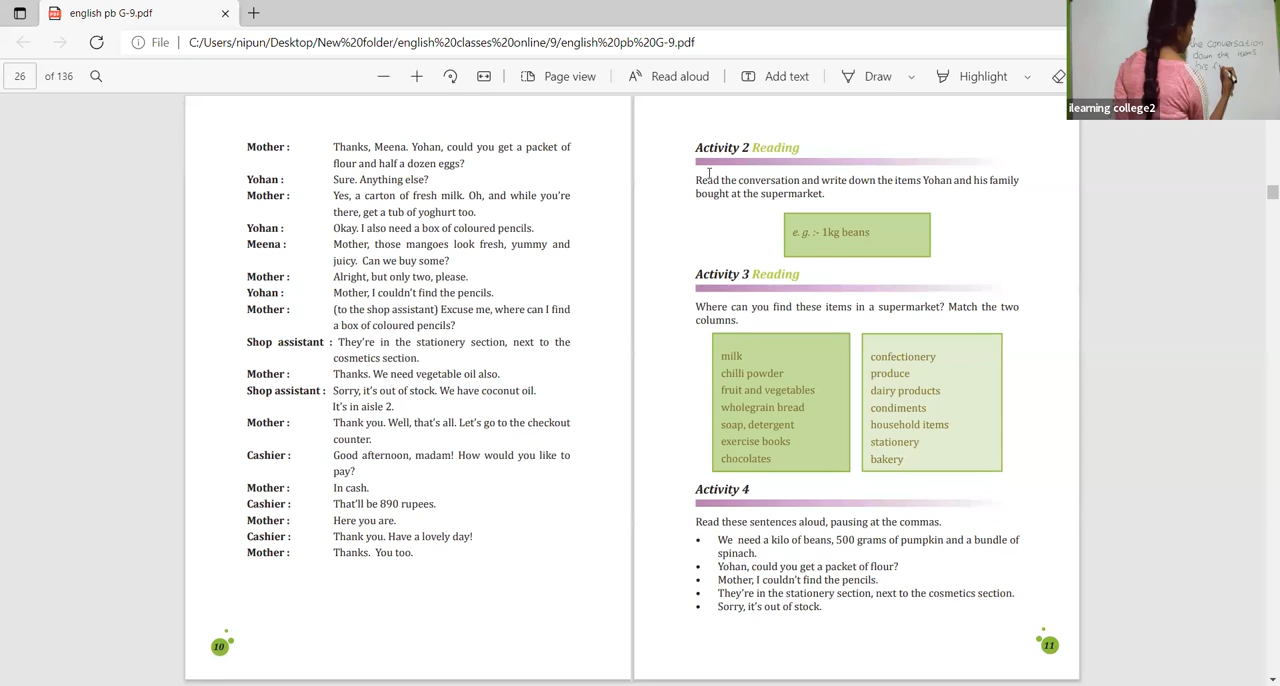 english pb G-9.pdf
File
C:/Users/nipun/Desktop/New%20folder/english%20classes%20online/9/english%20pb%20G-9.pdf
26 of 136
Page view
Read aloud
Add text
Draw
Highlight
the conversation
down the items
his f
ilearning college2
Mother : Thanks, Meena. Yohan, could you get a packet of
flour and half a dozen eggs?
Yohan : Sure. Anything else?
Mother : Yes, a carton of fresh milk. Oh, and while you're
there, get a tub of yoghurt too.
Yohan : Okay. I also need a box of coloured pencils.
Meena : Mother, those mangoes look fresh, yummy and
juicy. Can we buy some?
Mother : Alright, but only two, please.
Yohan : Mother, I couldn't find the pencils.
Mother : (to the shop assistant) Excuse me, where can I find
a box of coloured pencils?
Shop assistant : They're in the stationery section, next to the
cosmetics section.
Mother : Thanks. We need vegetable oil also.
Shop assistant : Sorry, it's out of stock. We have coconut oil.
It's in aisle 2.
Mother : Thank you. Well, that's all. Let's go to the checkout
counter.
Cashier : Good afternoon, madam! How would you like to
pay?
Mother : In cash.
Cashier : That'll be 890 rupees.
Mother : Here you are.
Cashier : Thank you. Have a lovely day!
Mother : Thanks. You too.
10
Activity 2 Reading
Read the conversation and write down the items Yohan and his family
bought at the supermarket.
e. g. :- 1kg beans
Activity 3 Reading
Where can you find these items in a supermarket? Match the two
columns.
milk
chilli powder
fruit and vegetables
wholegrain bread
soap, detergent
exercise books
chocolates
confectionery
produce
dairy products
condiments
household items
stationery
bakery
Activity 4
Read these sentences aloud, pausing at the commas.
• We need a kilo of beans, 500 grams of pumpkin and a bundle of
spinach.
• Yohan, could you get a packet of flour?
• Mother, I couldn't find the pencils.
• They're in the stationery section, next to the cosmetics section.
• Sorry, it's out of stock.
11